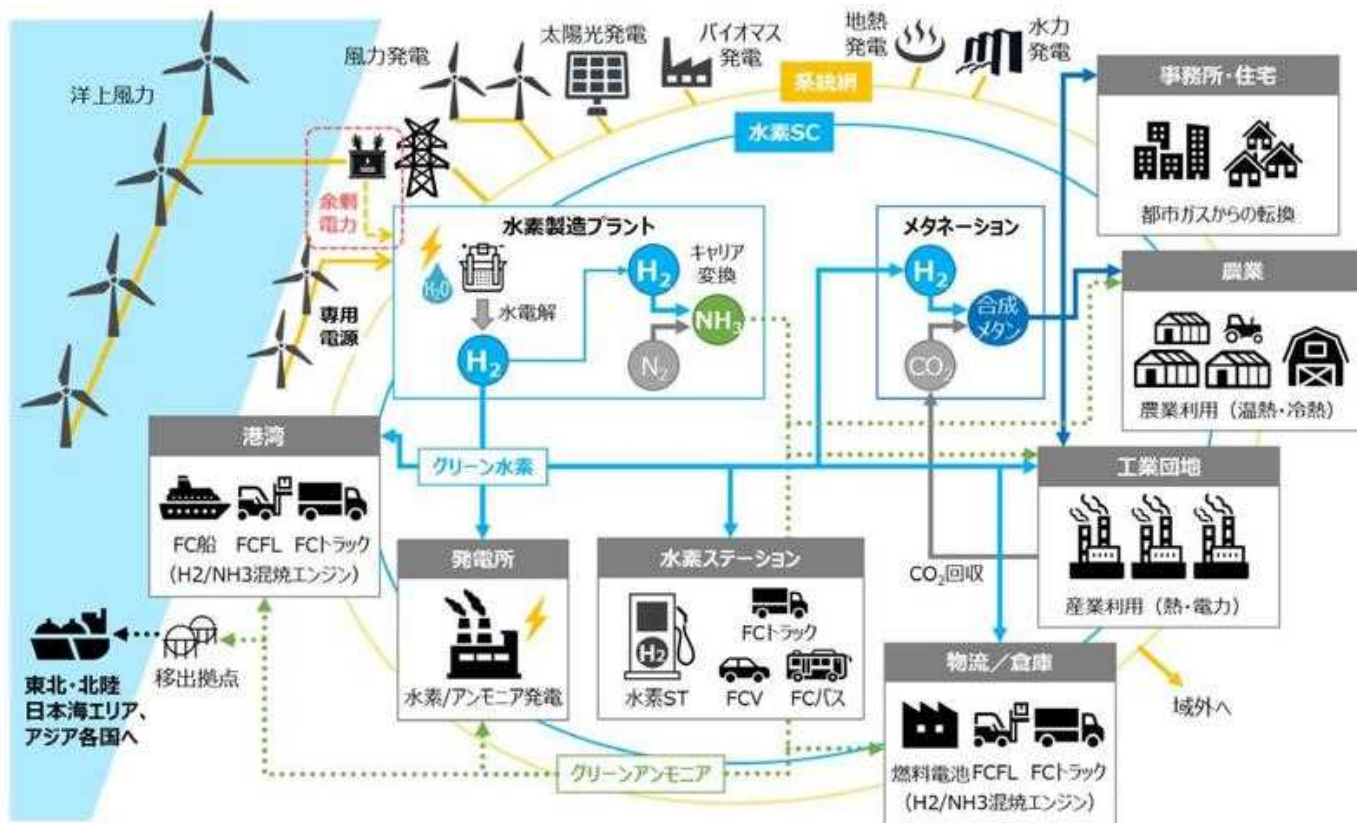 洋上風力
風力発電
太陽光発電
バイオマス
発電
地熱
発電
水力
発電
系統網
水素SC
余剰
電力
専用
電源
水素製造プラント
H₂O
水電解
H₂
H₂
キャリア
変換
NH₃
N₂
メタネーション
H₂
合成
メタン
CO₂
事務所・住宅
都市ガスからの転換
農業
農業利用（温熱・冷熱）
港湾
FC船 FCFL FCトラック
(H2/NH3混焼エンジン)
グリーン水素
工業団地
産業利用（熱・電力）
CO₂回収
発電所
水素/アンモニア発電
水素ステーション
H₂
FCトラック
水素ST FCV FCバス
物流／倉庫
燃料電池 FCFL FCトラック
(H2/NH3混焼エンジン)
域外へ
移出拠点
東北・北陸
日本海エリア、
アジア各国へ
グリーンアンモニア